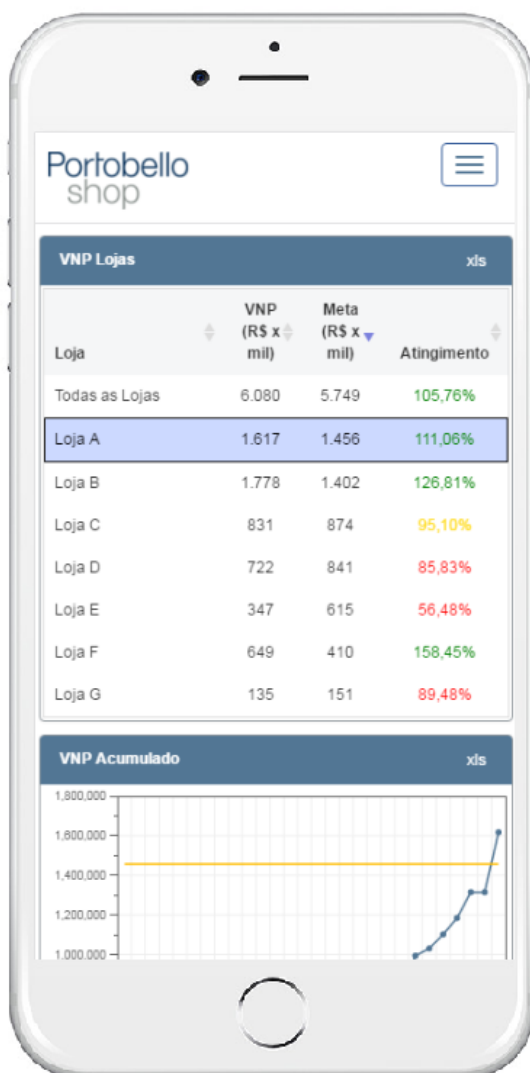 Portobello
shop
VNP Lojas xls
Loja VNP (R$ x mil) Meta (R$ x mil) Atingimento
Todas as Lojas 6.080 5.749 105,76%
Loja A 1.617 1.456 111,06%
Loja B 1.778 1.402 126,81%
Loja C 831 874 95,10%
Loja D 722 841 85,83%
Loja E 347 615 56,48%
Loja F 649 410 158,45%
Loja G 135 151 89,48%
VNP Acumulado xls
1,800,000
1,600,000
1,400,000
1,200,000
1,000,000